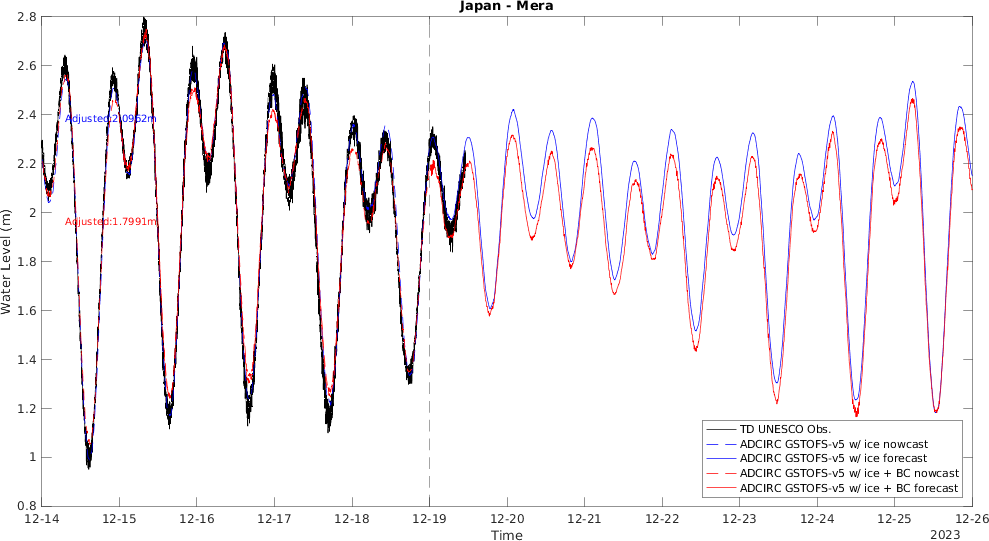 Japan - Mera
Water Level (m)
2.8
2.6
2.4
2.2
2
1.8
1.6
1.4
1.2
1
0.8
Adjusted:2.0962m
Adjusted:1.7991m
TD UNESCO Obs.
ADCIRC GSTOFS-v5 w/ ice nowcast
ADCIRC GSTOFS-v5 w/ ice forecast
ADCIRC GSTOFS-v5 w/ ice + BC nowcast
ADCIRC GSTOFS-v5 w/ ice + BC forecast
12-14 12-15 12-16 12-17 12-18 12-19 12-20 12-21 12-22 12-23 12-24 12-25 12-26
Time
2023